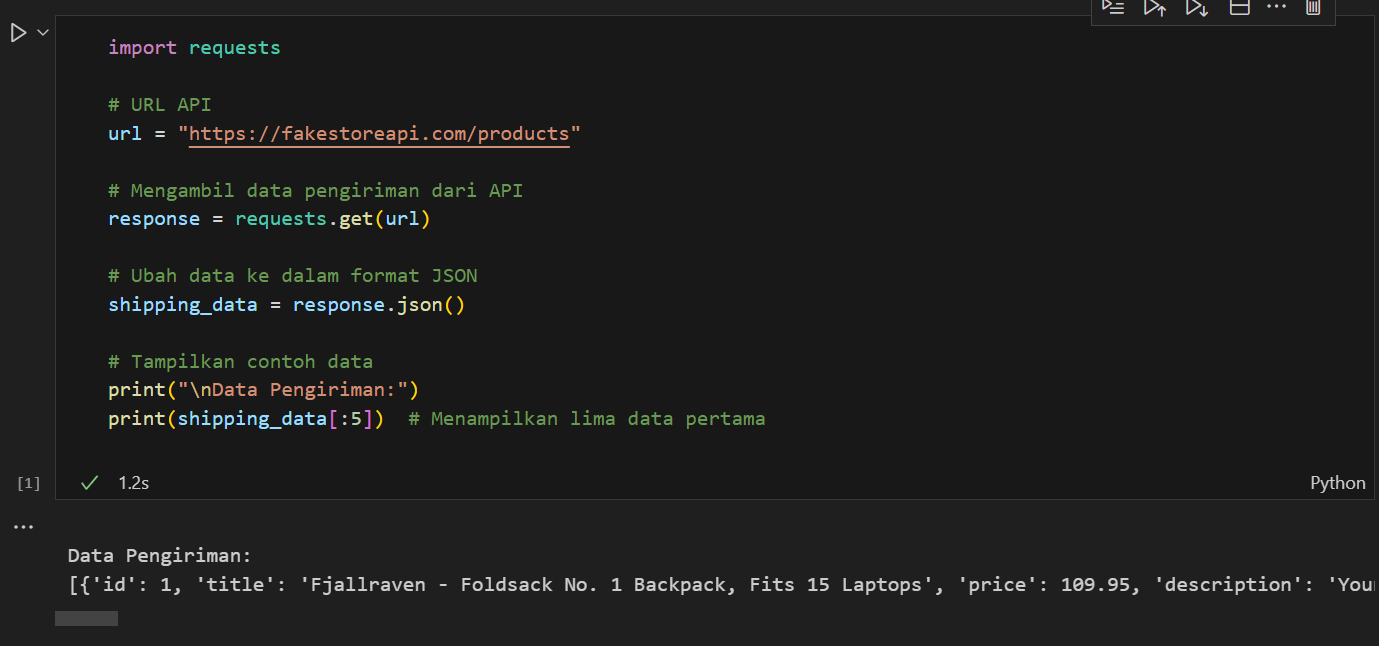 import requests
# URL API
url = "https://fakestoreapi.com/products"
# Mengambil data pengiriman dari API
response = requests.get(url)
# Ubah data ke dalam format JSON
shipping_data = response.json()
# Tampilkan contoh data
print("\nData Pengiriman:")
print(shipping_data[:5])  # Menampilkan lima data pertama
[1]
1.2s
Python
Data Pengiriman:
[{'id': 1, 'title': 'Fjallraven - Foldsack No. 1 Backpack, Fits 15 Laptops', 'price': 109.95, 'description': 'You